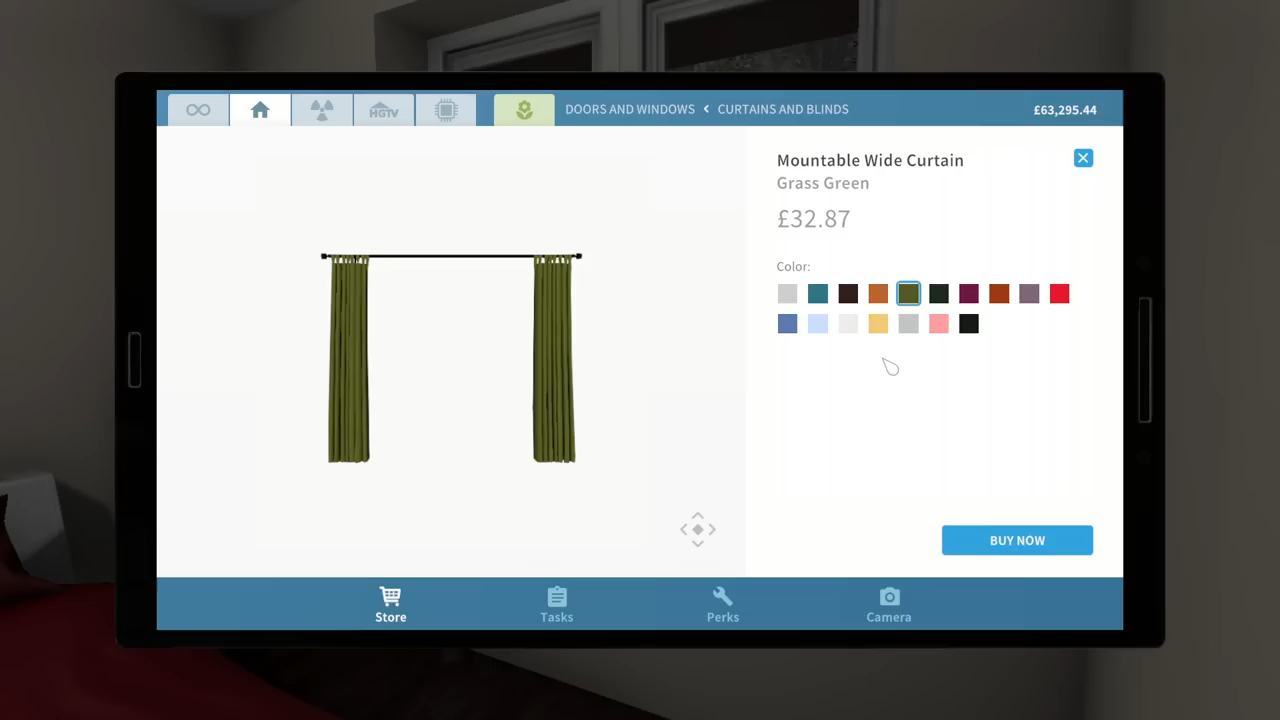 HGTV
DOORS AND WINDOWS
CURTAINS AND BLINDS
£63,295.44
Mountable Wide Curtain
Grass Green
£32.87
Color:
BUY NOW
Store
Tasks
Perks
Camera